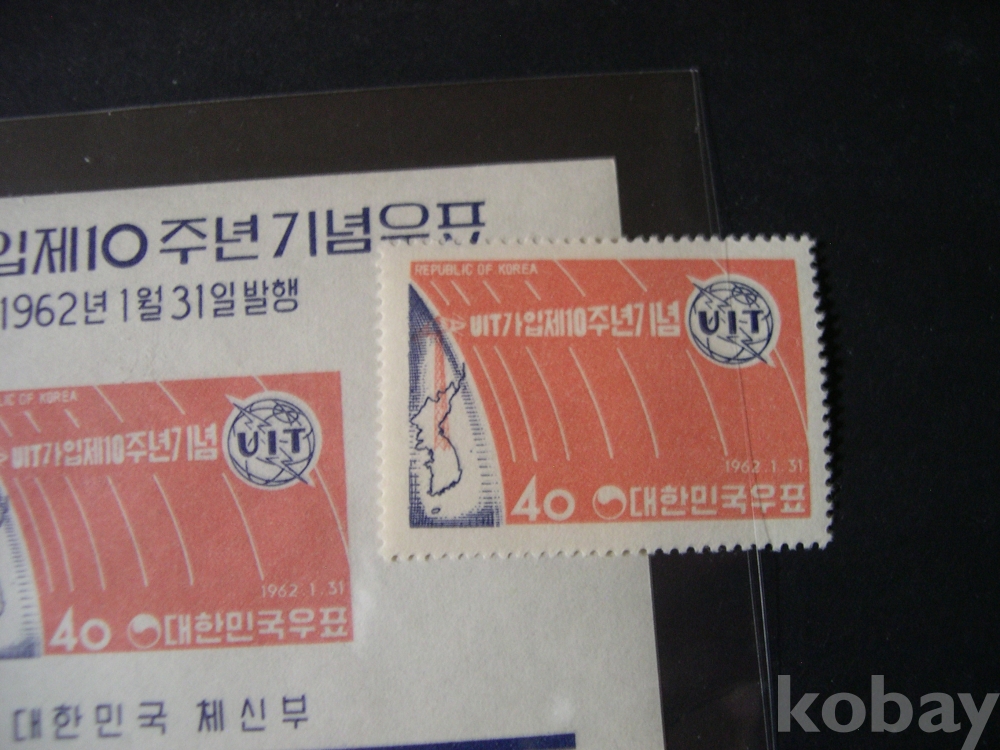 입제10주년기념우표
1962년 1월 31일발행
REPUBLIC OF KOREA
UIT가입제10주년기념
UIT
1962.1.31
40 대한민국우표
LIC OF KOREA
UIT가입제10주년기념
UIT
1962.1.31
40 대한민국우표
대한민국 체신부
kobay